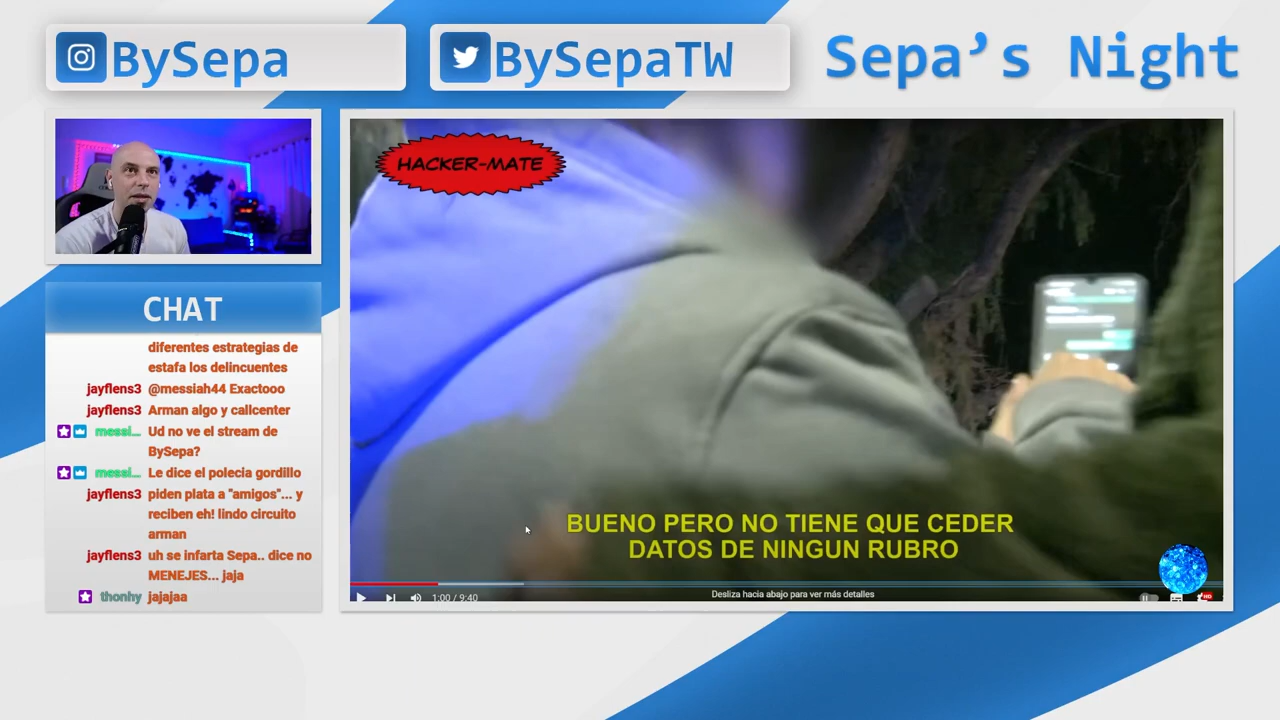 BySepa
BySepaTW
Sepa’s Night
HACKER-MATE
CHAT
diferentes estrategias de
estafa los delincuentes
jayflens3 @messiah44 Exactooo
jayflens3 Arman algo y callcenter
messi... Ud no ve el stream de
BySepa?
messi... Le dice el polecia gordillo
jayflens3 piden plata a "amigos"... y
reciben eh! lindo circuito
arman
jayflens3 uh se infarta Sepa.. dice no
MENEJES... jaja
thonhy jajajaa
BUENO PERO NO TIENE QUE CEDER
DATOS DE NINGUN RUBRO
1:00 / 9:40
Desliza hacia abajo para ver más detalles
HD